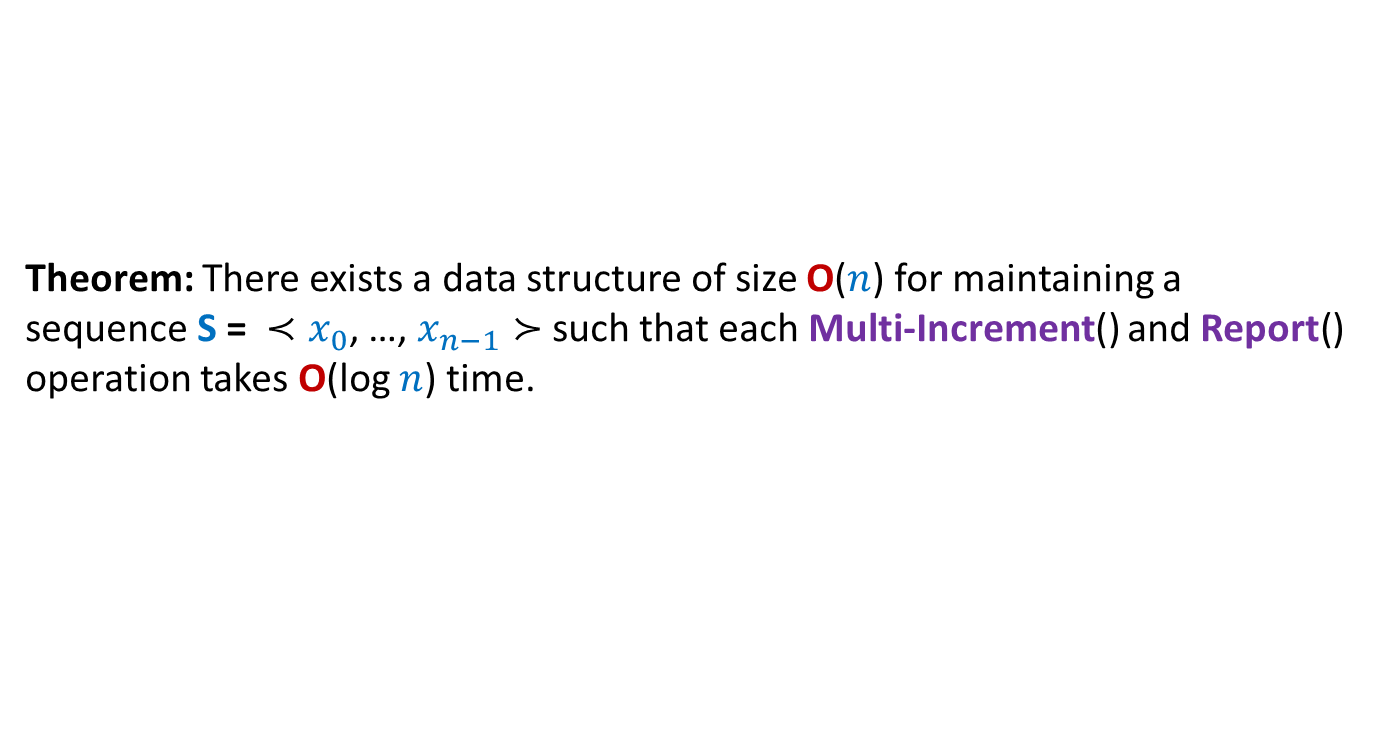 Theorem: There exists a data structure of size O(n) for maintaining a
sequence S = ≺ x₀, …, xₙ₋₁ ≻ such that each Multi-Increment() and Report()
operation takes O(log n) time.